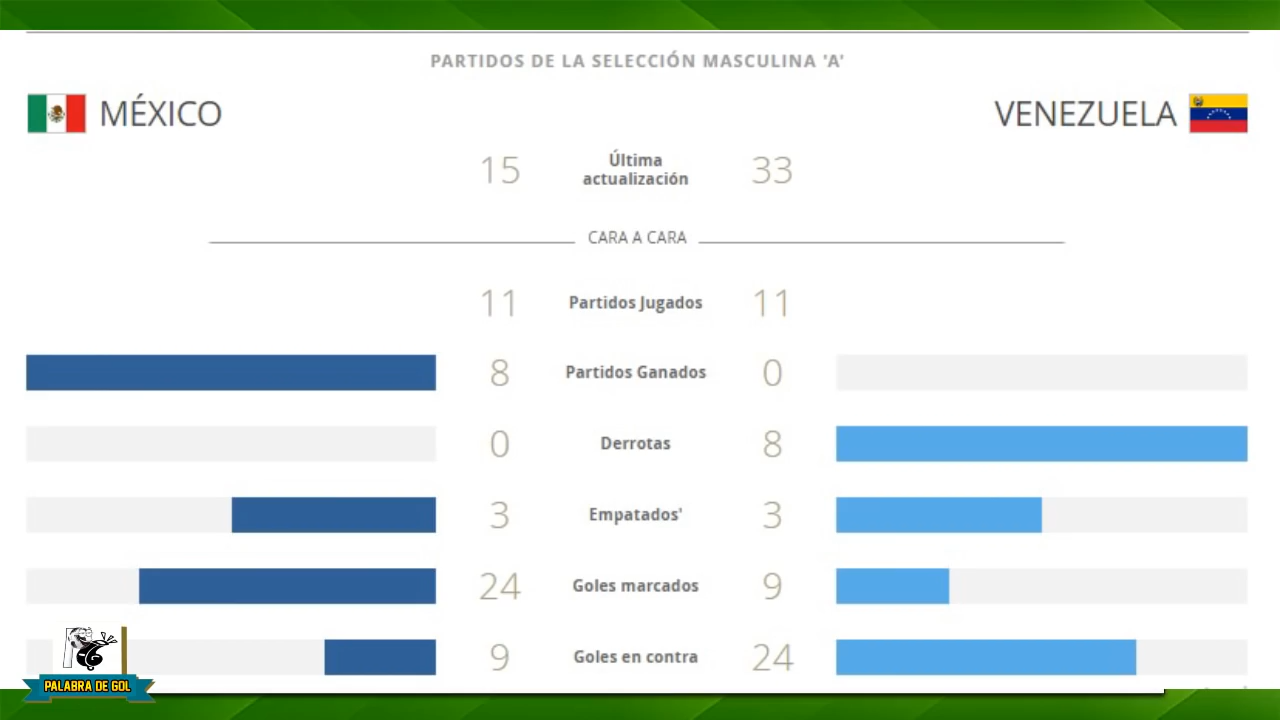 PARTIDOS DE LA SELECCIÓN MASCULINA 'A'
MÉXICO
VENEZUELA
15 Última actualización 33
CARA A CARA
11 Partidos Jugados 11
8 Partidos Ganados 0
0 Derrotas 8
3 Empatados' 3
24 Goles marcados 9
9 Goles en contra 24
PALABRA DE GOL